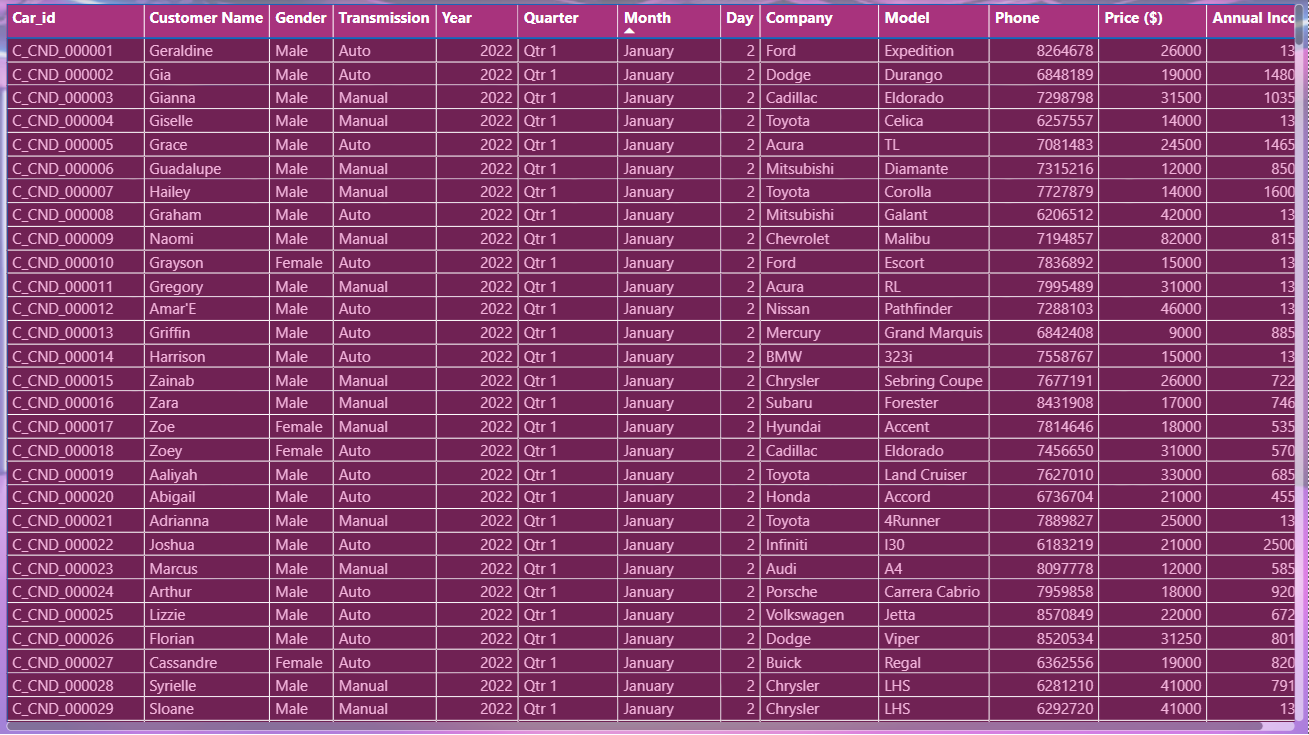 Car_id Customer Name Gender Transmission Year Quarter Month Day Company Model Phone Price ($) Annual Inc
C_CND_000001 Geraldine Male Auto 2022 Qtr 1 January 2 Ford Expedition 8264678 26000 13
C_CND_000002 Gia Male Auto 2022 Qtr 1 January 2 Dodge Durango 6848189 19000 1480
C_CND_000003 Gianna Male Manual 2022 Qtr 1 January 2 Cadillac Eldorado 7298798 31500 1035
C_CND_000004 Giselle Male Manual 2022 Qtr 1 January 2 Toyota Celica 6257557 14000 13
C_CND_000005 Grace Male Auto 2022 Qtr 1 January 2 Acura TL 7081483 24500 1465
C_CND_000006 Guadalupe Male Manual 2022 Qtr 1 January 2 Mitsubishi Diamante 7315216 12000 850
C_CND_000007 Hailey Male Manual 2022 Qtr 1 January 2 Toyota Corolla 7727879 14000 1600
C_CND_000008 Graham Male Auto 2022 Qtr 1 January 2 Mitsubishi Galant 6206512 42000 13
C_CND_000009 Naomi Male Manual 2022 Qtr 1 January 2 Chevrolet Malibu 7194857 82000 815
C_CND_000010 Grayson Female Auto 2022 Qtr 1 January 2 Ford Escort 7836892 15000 13
C_CND_000011 Gregory Male Manual 2022 Qtr 1 January 2 Acura RL 7995489 31000 13
C_CND_000012 Amar'E Male Auto 2022 Qtr 1 January 2 Nissan Pathfinder 7288103 46000 13
C_CND_000013 Griffin Male Auto 2022 Qtr 1 January 2 Mercury Grand Marquis 6842408 9000 885
C_CND_000014 Harrison Male Auto 2022 Qtr 1 January 2 BMW 323i 7558767 15000 13
C_CND_000015 Zainab Male Manual 2022 Qtr 1 January 2 Chrysler Sebring Coupe 7677191 26000 722
C_CND_000016 Zara Male Manual 2022 Qtr 1 January 2 Subaru Forester 8431908 17000 746
C_CND_000017 Zoe Female Manual 2022 Qtr 1 January 2 Hyundai Accent 7814646 18000 535
C_CND_000018 Zoey Female Auto 2022 Qtr 1 January 2 Cadillac Eldorado 7456650 31000 570
C_CND_000019 Aaliyah Male Auto 2022 Qtr 1 January 2 Toyota Land Cruiser 7627010 33000 685
C_CND_000020 Abigail Male Auto 2022 Qtr 1 January 2 Honda Accord 6736704 21000 455
C_CND_000021 Adrianna Male Manual 2022 Qtr 1 January 2 Toyota 4Runner 7889827 25000 13
C_CND_000022 Joshua Male Auto 2022 Qtr 1 January 2 Infiniti I30 6183219 21000 2500
C_CND_000023 Marcus Male Manual 2022 Qtr 1 January 2 Audi A4 8097778 12000 585
C_CND_000024 Arthur Male Auto 2022 Qtr 1 January 2 Porsche Carrera Cabrio 7959858 18000 920
C_CND_000025 Lizzie Male Auto 2022 Qtr 1 January 2 Volkswagen Jetta 8570849 22000 672
C_CND_000026 Florian Male Auto 2022 Qtr 1 January 2 Dodge Viper 8520534 31250 801
C_CND_000027 Cassandre Female Auto 2022 Qtr 1 January 2 Buick Regal 6362556 19000 820
C_CND_000028 Syrielle Male Manual 2022 Qtr 1 January 2 Chrysler LHS 6281210 41000 791
C_CND_000029 Sloane Male Manual 2022 Qtr 1 January 2 Chrysler LHS 6292720 41000 13